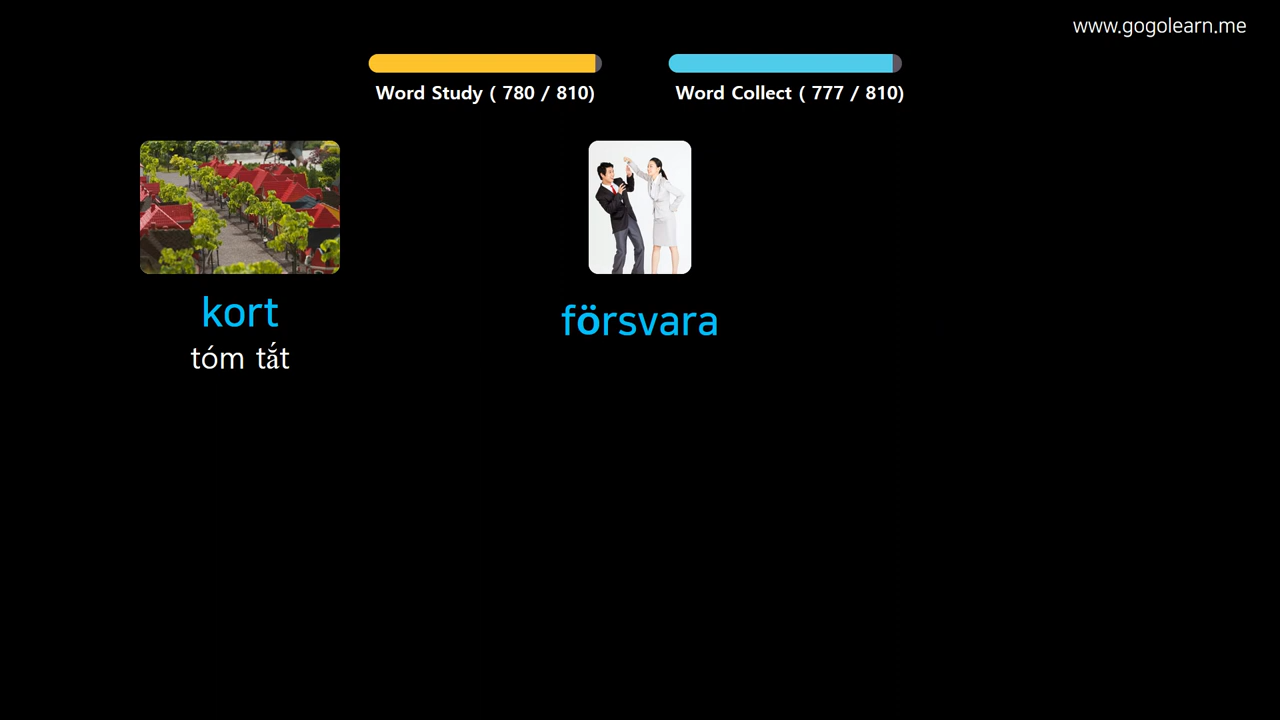 www.gogolearn.me
Word Study ( 780 / 810)
Word Collect ( 777 / 810)
kort
tóm tắt
försvara